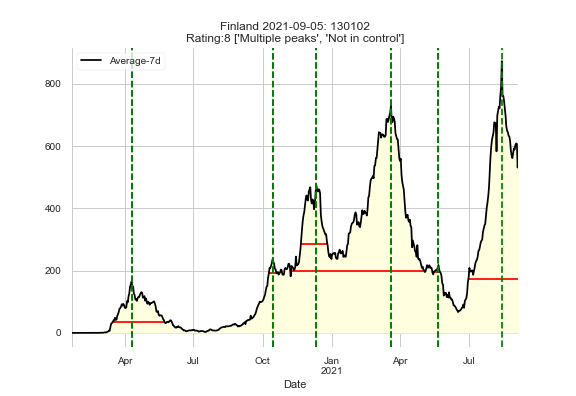 Finland 2021-09-05: 130102
Rating:8 ['Multiple peaks', 'Not in control']
Average-7d
800
600
400
200
0
Apr
Jul
Oct
Jan
2021
Apr
Jul
Date